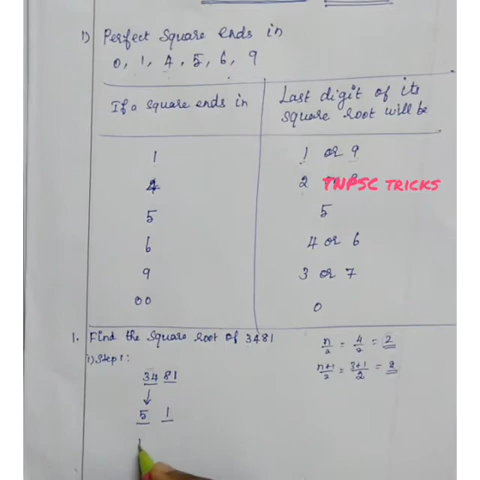 1) Perfect Square ends in
0, 1, 4, 5, 6, 9
If a square ends in
Last digit of its
square root will be
1
1 or 9
4
2
TNPSC TRICKS
5
5
6
4 or 6
9
3 or 7
00
0
1. Find the square root of 3481
i) Step 1:
34 81
↓
5 1
n/2 = 4/2 = 2
n+1/2 = 3+1/2 = 2